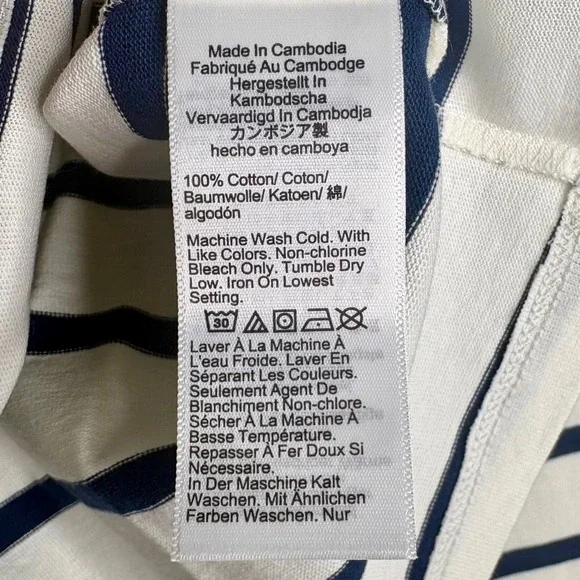 Made In Cambodia
Fabriqué Au Cambodge
Hergestellt In
Kambodscha
Vervaardigd In Cambodja
カンボジア製
hecho en camboya
100% Cotton/ Coton/
Baumwolle/ Katoen/ 綿/
algodón
Machine Wash Cold. With
Like Colors. Non-chlorine
Bleach Only. Tumble Dry
Low. Iron On Lowest
Setting.
30
Laver À La Machine À
L'eau Froide. Laver En
Séparant Les Couleurs.
Seulement Agent De
Blanchiment Non-chlore.
Sécher À La Machine À
Basse Température.
Repasser À Fer Doux Si
Nécessaire.
In Der Maschine Kalt
Waschen. Mit Ähnlichen
Farben Waschen. Nur